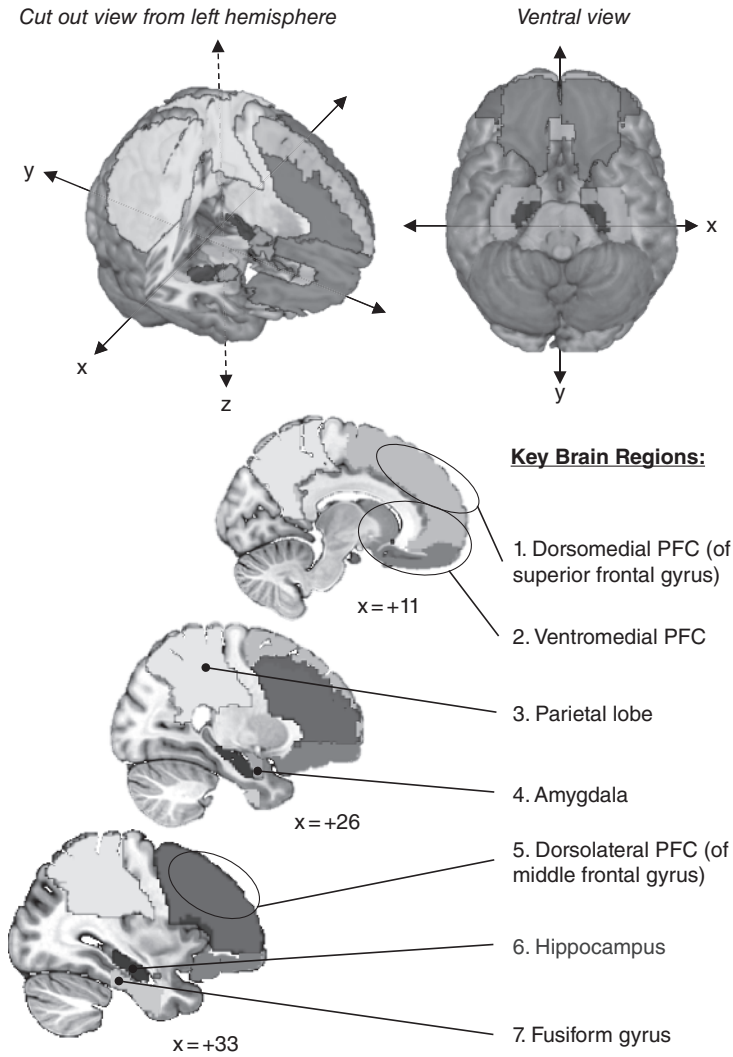 Cut out view from left hemisphere
Ventral view
y
x
z
x
y
Key Brain Regions:
1. Dorsomedial PFC (of
superior frontal gyrus)
x = +11
2. Ventromedial PFC
3. Parietal lobe
4. Amygdala
x = +26
5. Dorsolateral PFC (of
middle frontal gyrus)
6. Hippocampus
7. Fusiform gyrus
x = +33